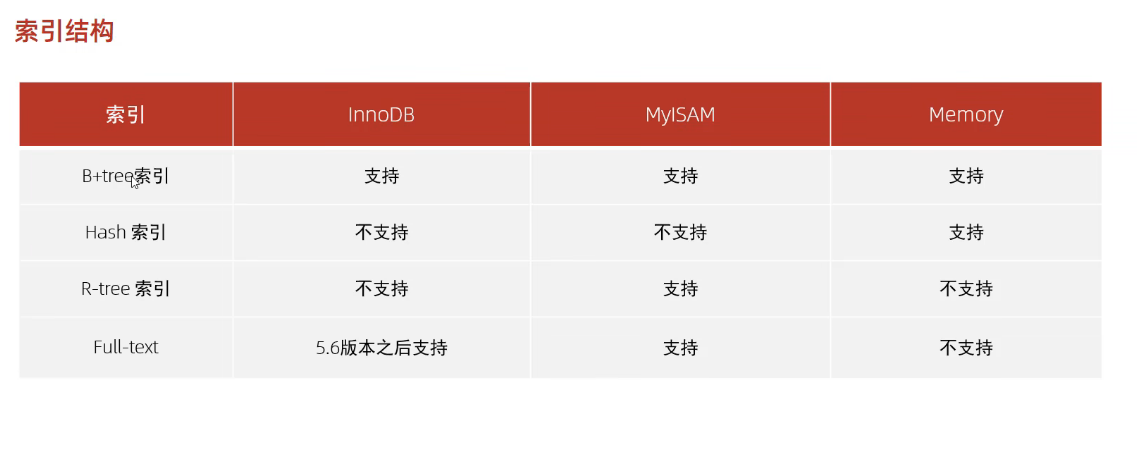 索引结构
索引 InnoDB MyISAM Memory
B+tree索引 支持 支持 支持
Hash 索引 不支持 不支持 支持
R-tree 索引 不支持 支持 不支持
Full-text 5.6版本之后支持 支持 不支持